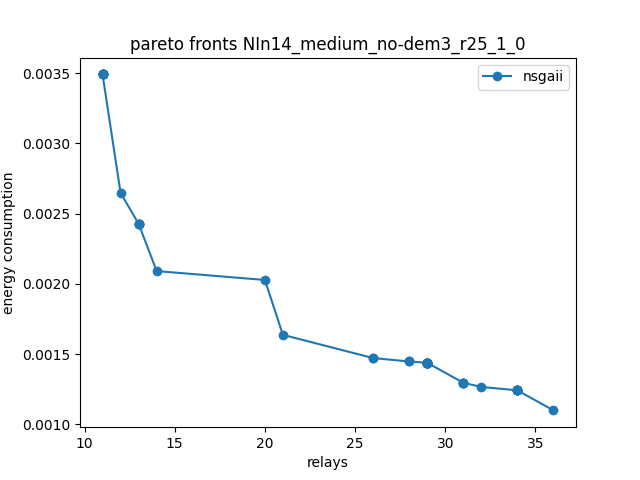 pareto fronts NIn14_medium_no-dem3_r25_1_0
nsgaii
energy consumption
0.0035
0.0030
0.0025
0.0020
0.0015
0.0010
10 15 20 25 30 35
relays